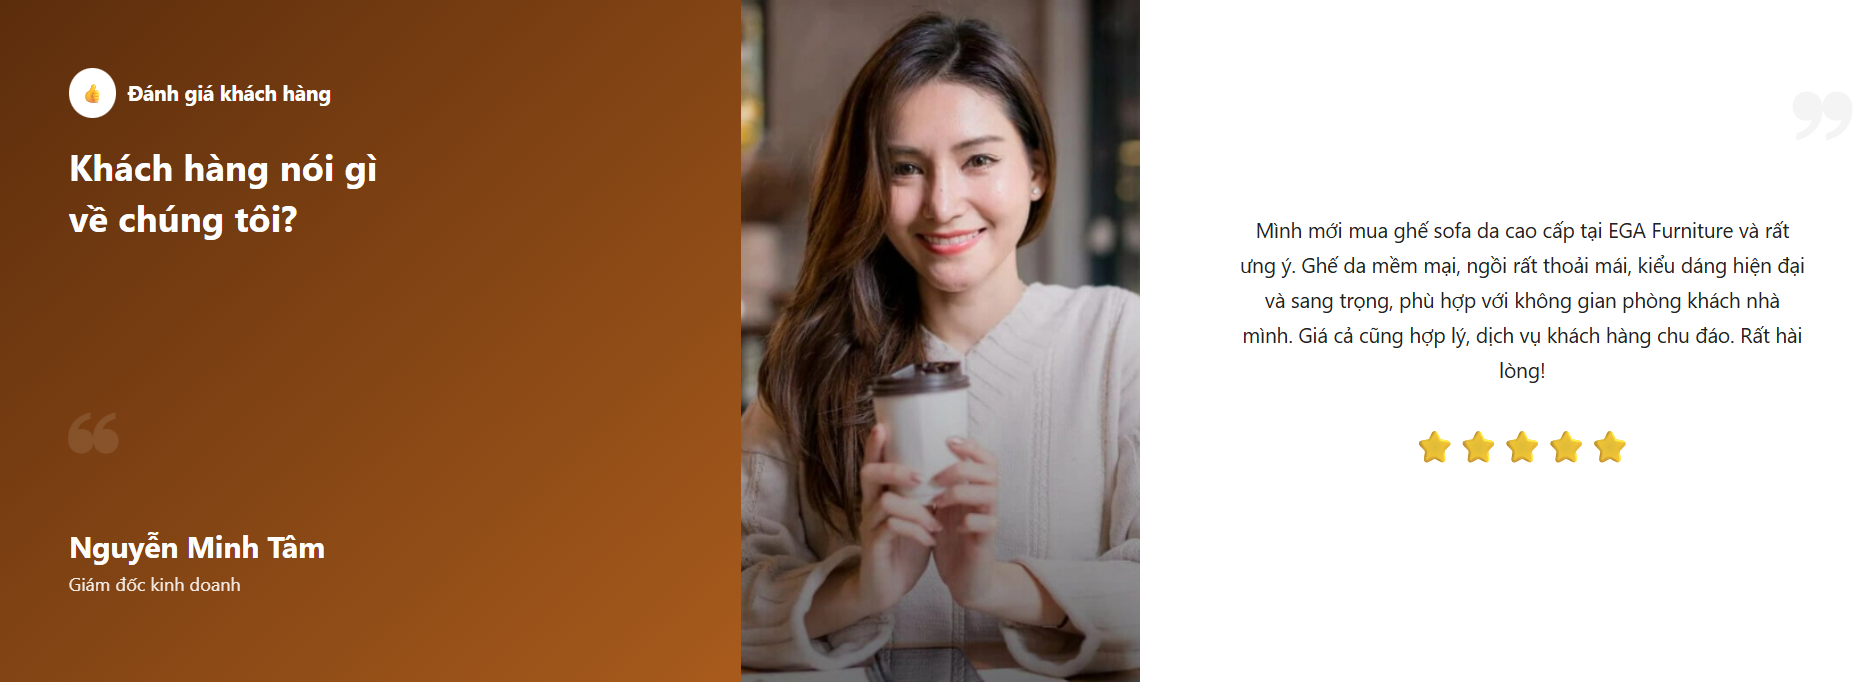 Đánh giá khách hàng
Khách hàng nói gì
về chúng tôi?
Nguyễn Minh Tâm
Giám đốc kinh doanh
Mình mới mua ghế sofa da cao cấp tại EGA Furniture và rất
ưng ý. Ghế da mềm mại, ngồi rất thoải mái, kiểu dáng hiện đại
và sang trọng, phù hợp với không gian phòng khách nhà
mình. Giá cả cũng hợp lý, dịch vụ khách hàng chu đáo. Rất hài
lòng!